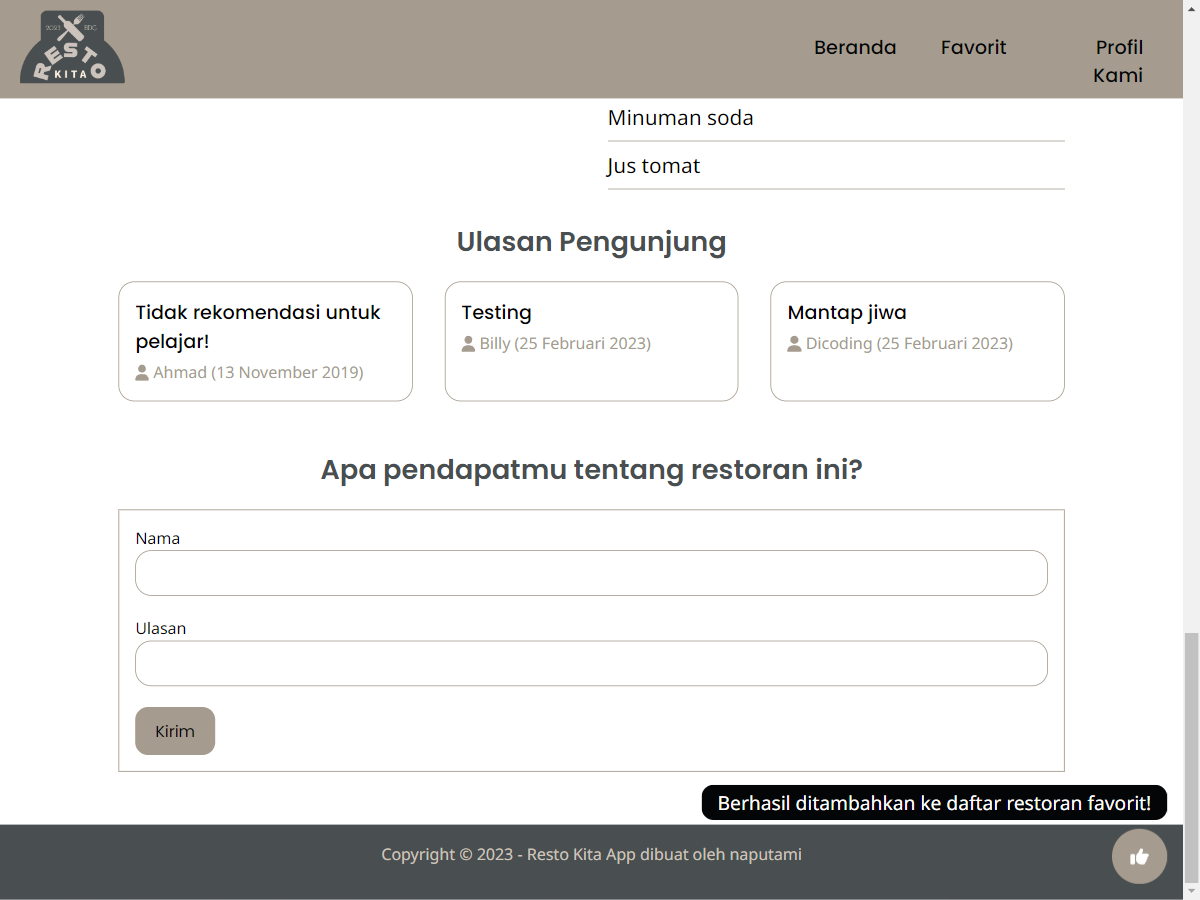 2023 BDG
RESTO
KITA
Beranda
Favorit
Profil
Kami
Minuman soda
Jus tomat
Ulasan Pengunjung
Tidak rekomendasi untuk
pelajar!
Ahmad (13 November 2019)
Testing
Billy (25 Februari 2023)
Mantap jiwa
Dicoding (25 Februari 2023)
Apa pendapatmu tentang restoran ini?
Nama
Ulasan
Kirim
Berhasil ditambahkan ke daftar restoran favorit!
Copyright © 2023 - Resto Kita App dibuat oleh naputami